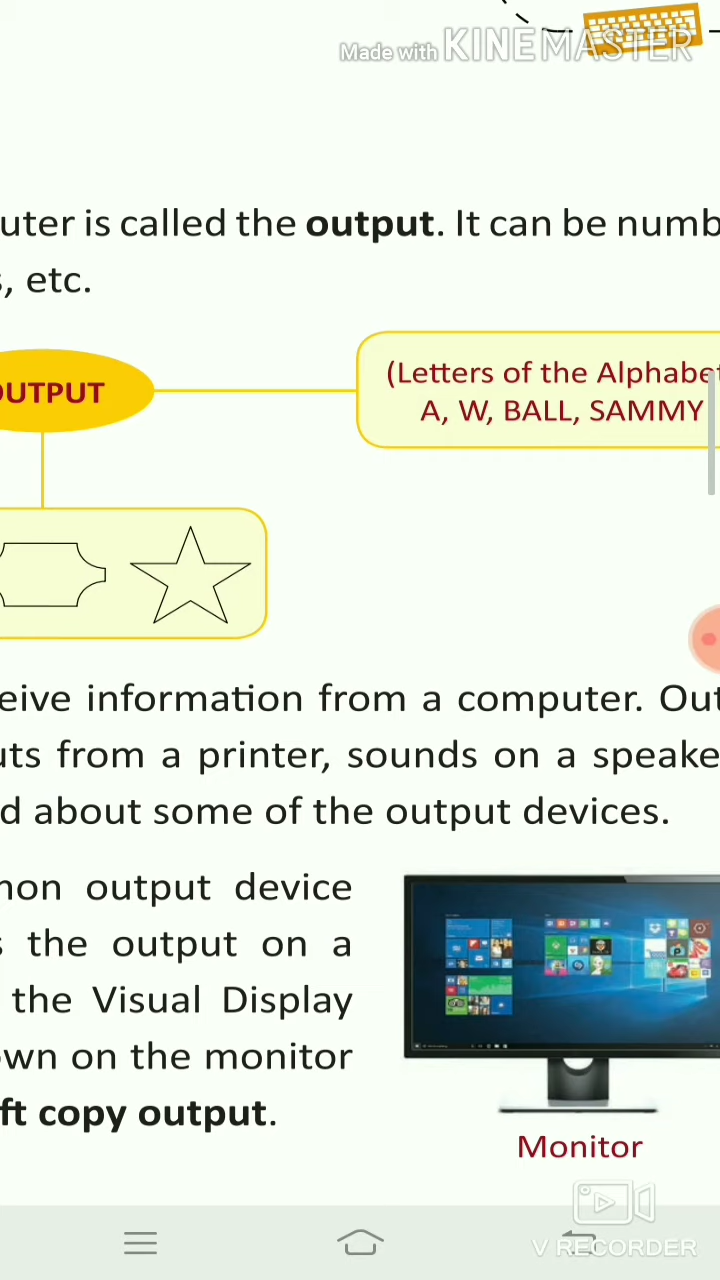 Made with KINEMASTER
uter is called the output. It can be numb
s, etc.
OUTPUT
(Letters of the Alphabet
A, W, BALL, SAMMY
eive information from a computer. Out
uts from a printer, sounds on a speake
d about some of the output devices.
mon output device
s the output on a
the Visual Display
own on the monitor
ft copy output.
Monitor
V RECORDER